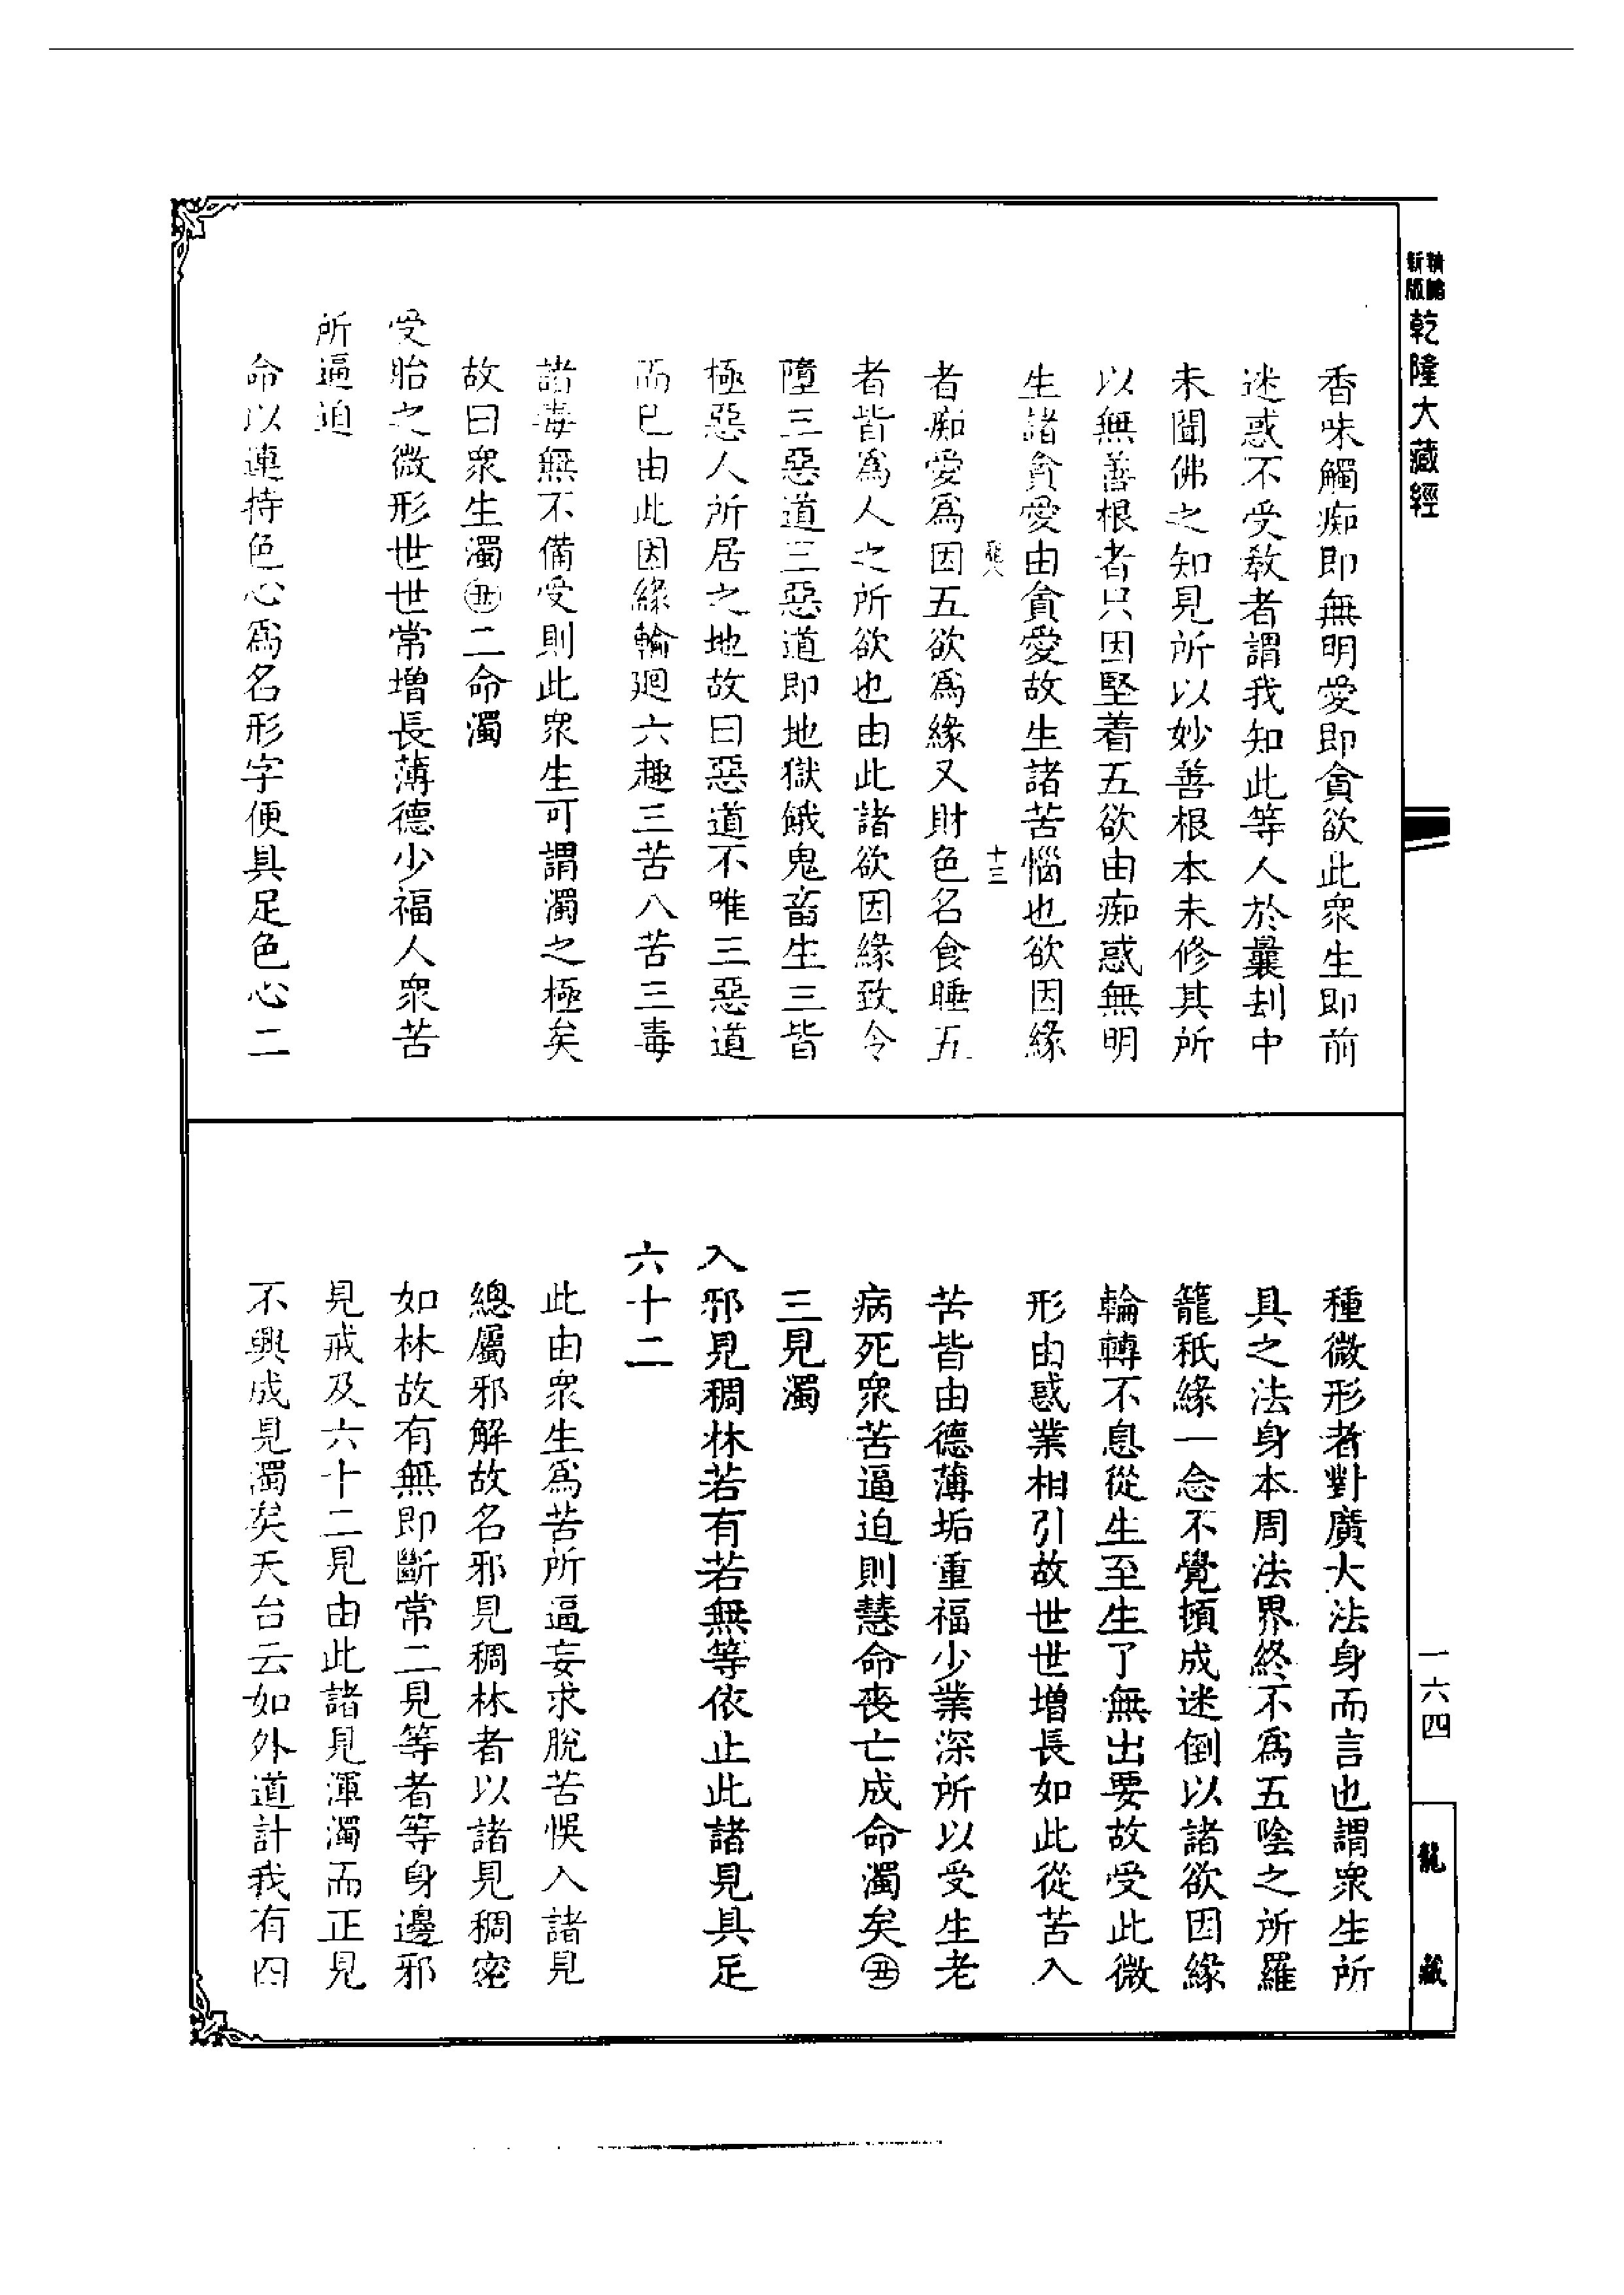 新編縮版
乾隆大藏經
香味觸痴即無明愛即貪欲此衆生即前
迷惑不受教者謂我知此等人於曩刦中
未聞佛之知見所以妙善根本未修其所
以無善根者只因堅着五欲由痴惑無明
生諸貪愛由貪愛故生諸苦惱也欲因緣
十三
者痴愛爲因五欲爲緣又財色名食睡五
者皆爲人之所欲也由此諸欲因緣致令
墮三惡道三惡道即地獄餓鬼畜生三皆
極惡人所居之地故曰惡道不唯三惡道
而已由此因緣輪廻六趣三苦八苦三毒
諸毒無不備受則此衆生可謂濁之極矣
故曰衆生濁㊄二命濁
受胎之微形世世常增長薄德少福人衆苦
所逼迫
命以連持色心爲名形字便具足色心二
種微形者對廣大法身而言也謂衆生所
具之法身本周法界終不爲五陰之所羅
籠秖緣一念不覺頓成迷倒以諸欲因緣
輪轉不息從生至生了無出要故受此微
形由惑業相引故世世增長如此從苦入
苦皆由德薄垢重福少業深所以受生老
病死衆苦逼迫則慧命喪亡成命濁矣㊄
三見濁
入邪見稠林若有若無等依止此諸見具足
六十二
此由衆生爲苦所逼妄求脫苦悞入諸見
總屬邪解故名邪見稠林者以諸見稠密
如林故有無即斷常二見等者等身邊邪
見戒及六十二見由此諸見渾濁而正見
不興成見濁矣天台云如外道計我有四
一六四
龍藏